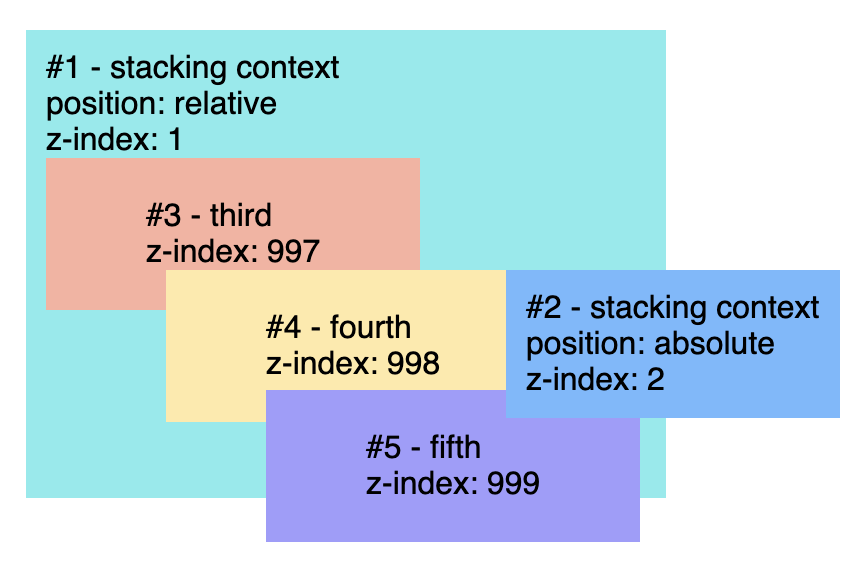 #1 - stacking context
position: relative
z-index: 1
#3 - third
z-index: 997
#4 - fourth
z-index: 998
#2 - stacking context
position: absolute
z-index: 2
#5 - fifth
z-index: 999